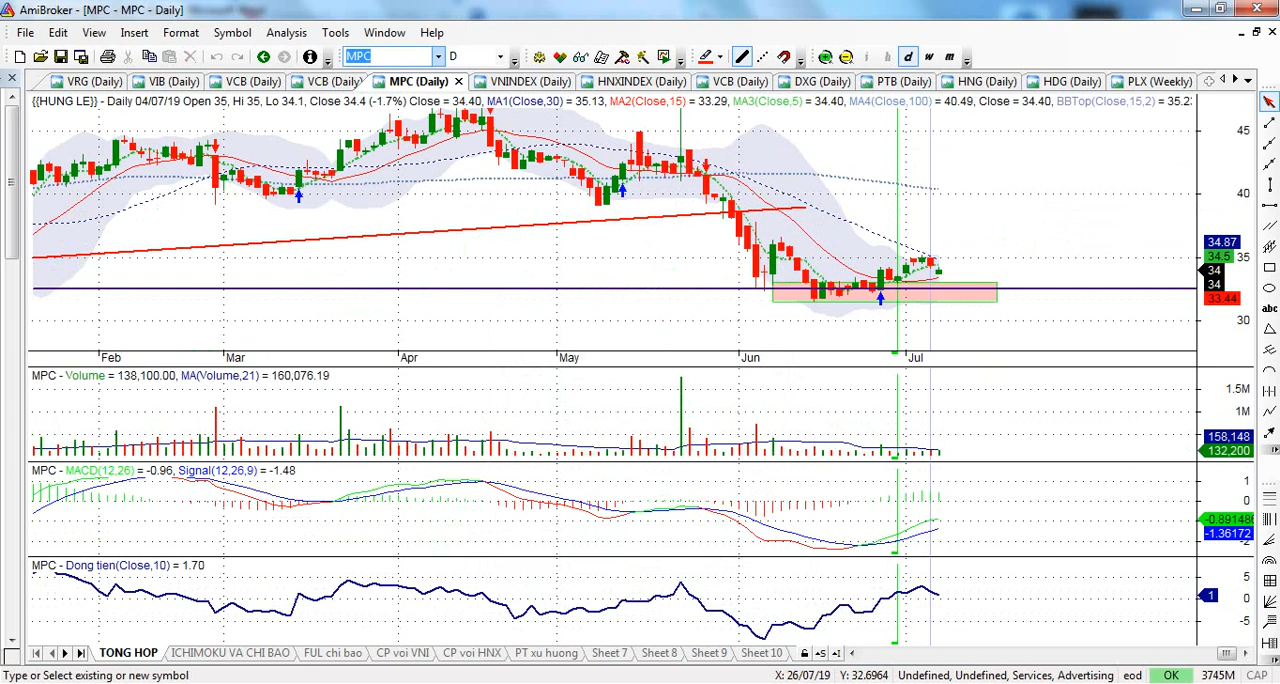 AmiBroker - [MPC - MPC - Daily]
File Edit View Insert Format Symbol Analysis Tools Window Help
MPC D i h d w m
VRG (Daily) VIB (Daily) VCB (Daily) VCB (Daily) MPC (Daily) VNINDEX (Daily) HNXINDEX (Daily) VCB (Daily) DXG (Daily) PTB (Daily) HNG (Daily) HDG (Daily) PLX (Weekly)
{{HUNG LE}} - Daily 04/07/19 Open 35, Hi 35, Lo 34.1, Close 34.4 (-1.7%) Close = 34.40, MA1(Close,30) = 35.13, MA2(Close,15) = 33.29, MA3(Close,5) = 34.40, MA4(Close,100) = 40.49, Close = 34.40, BBTop(Close,15,2) = 35.2
45
40
35
30
34.87
34.5
34
34
33.44
abc
Feb Mar Apr May Jun Jul
MPC - Volume = 138,100.00, MA(Volume,21) = 160,076.19
1.5M
1M
158,148
132,200
MPC - MACD(12,26) = -0.96, Signal(12,26,9) = -1.48
1
0
-0.891486
-1.36172
-2
MPC - Dong tien(Close,10) = 1.70
5
0
-5
1
TONG HOP ICHIMOKU VA CHI BAO FUL chi bao CP voi VNI CP voi HNX PT xu huong Sheet 7 Sheet 8 Sheet 9 Sheet 10
Type or Select existing or new symbol X: 26/07/19 Y: 32.6964 Undefined, Undefined, Services, Advertising eod OK 3745M CAP